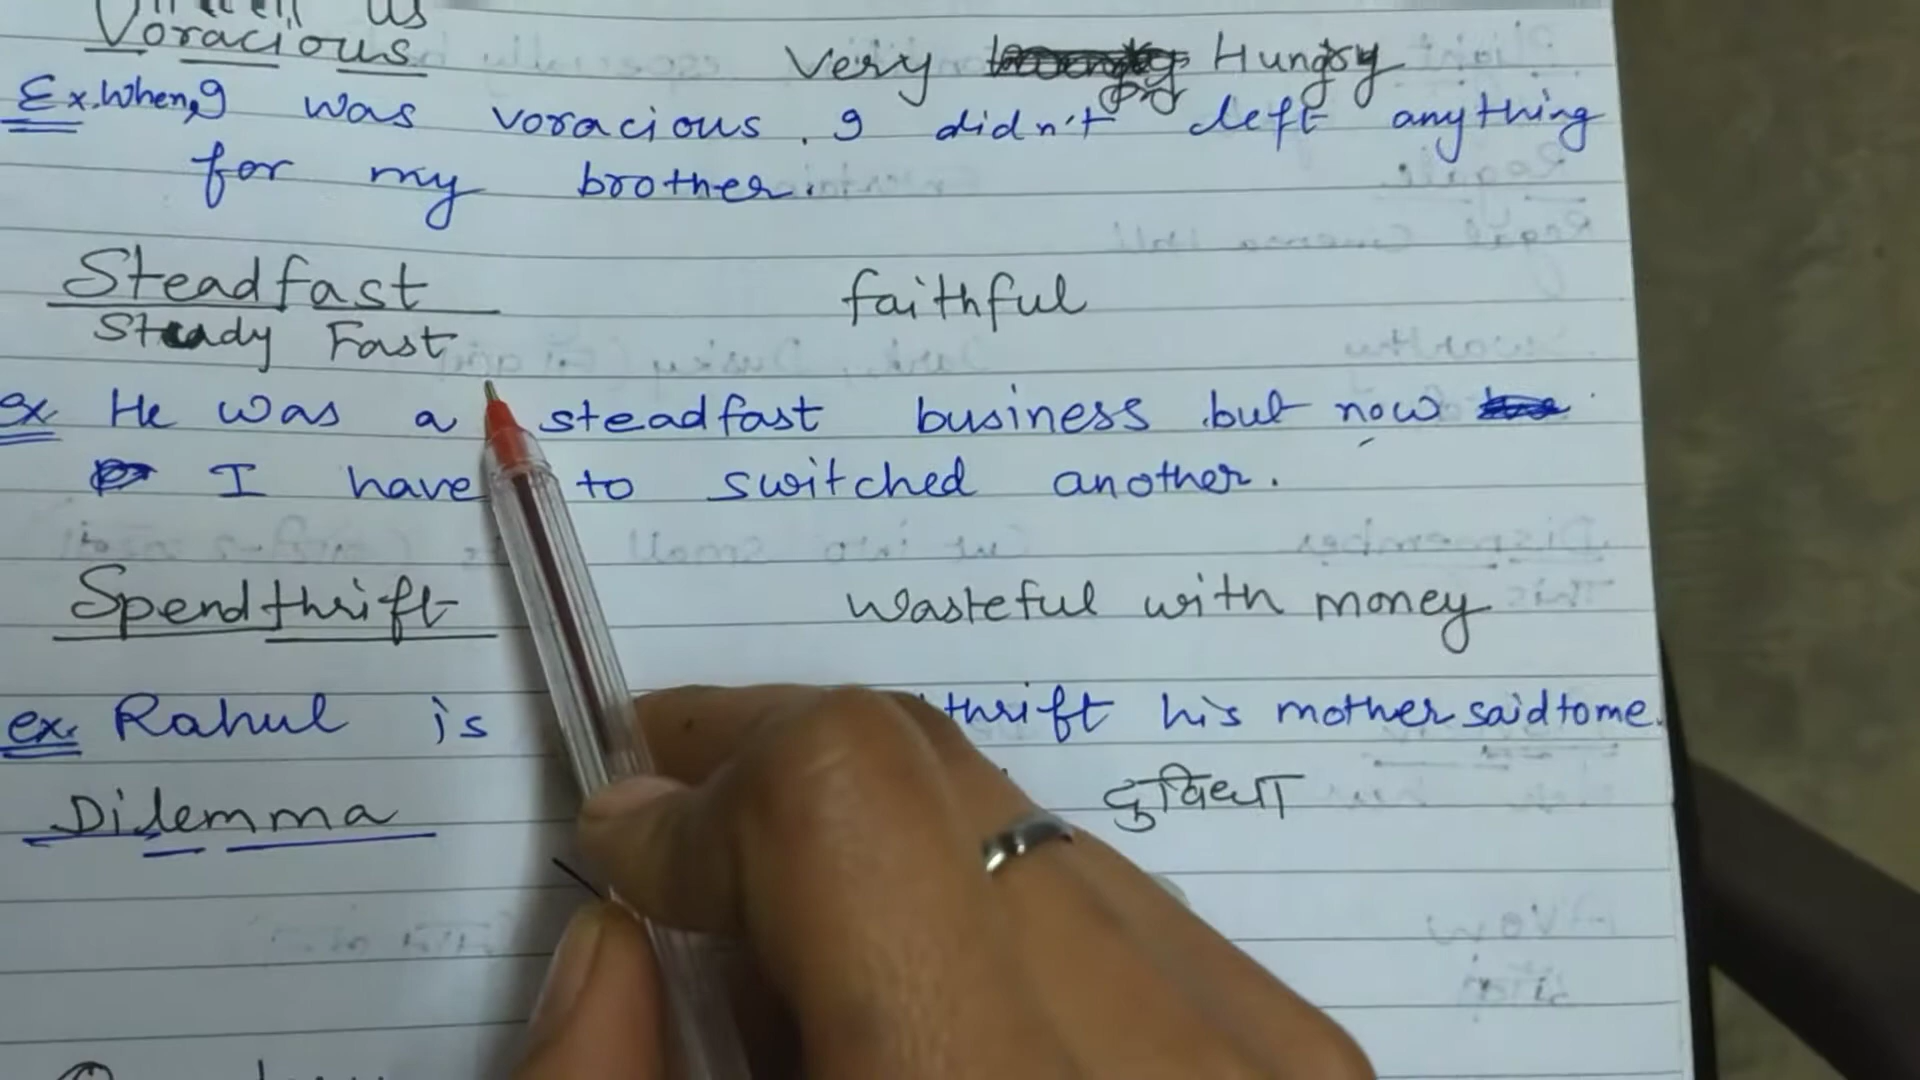 Voracious Very Hungry
Ex. When, I was voracious. I didn't left anything
for my brother.
Steadfast faithful
Steady Fast
ex He was a steadfast business but now
I have to switched another.
Spendthrift Wasteful with money
ex. Rahul is thrift his mother said to me.
Dilemma दुविधा